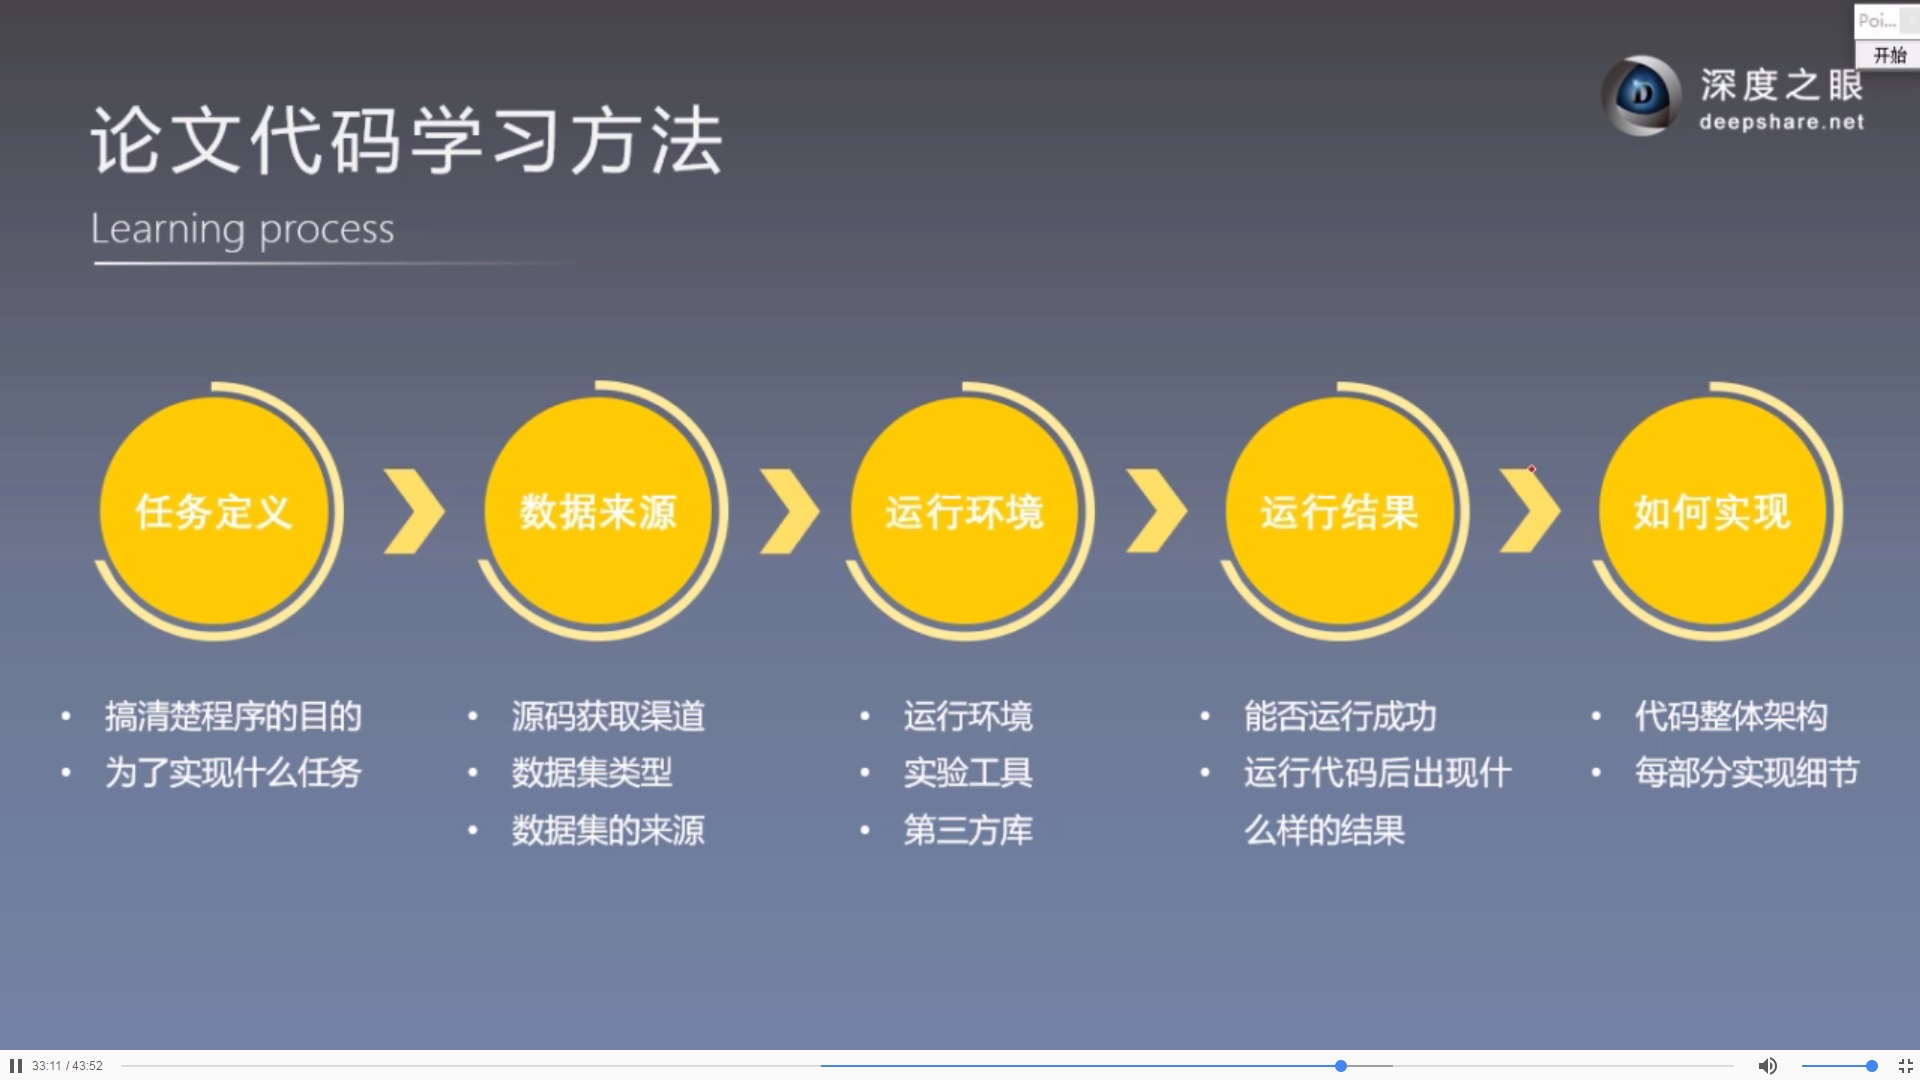 Poi...
开始
深度之眼
deepshare.net
论文代码学习方法
Learning process
任务定义
数据来源
运行环境
运行结果
如何实现
• 搞清楚程序的目的
• 为了实现什么任务
• 源码获取渠道
• 数据集类型
• 数据集的来源
• 运行环境
• 实验工具
• 第三方库
• 能否运行成功
• 运行代码后出现什
么样的结果
• 代码整体架构
• 每部分实现细节
33:11 / 43:52